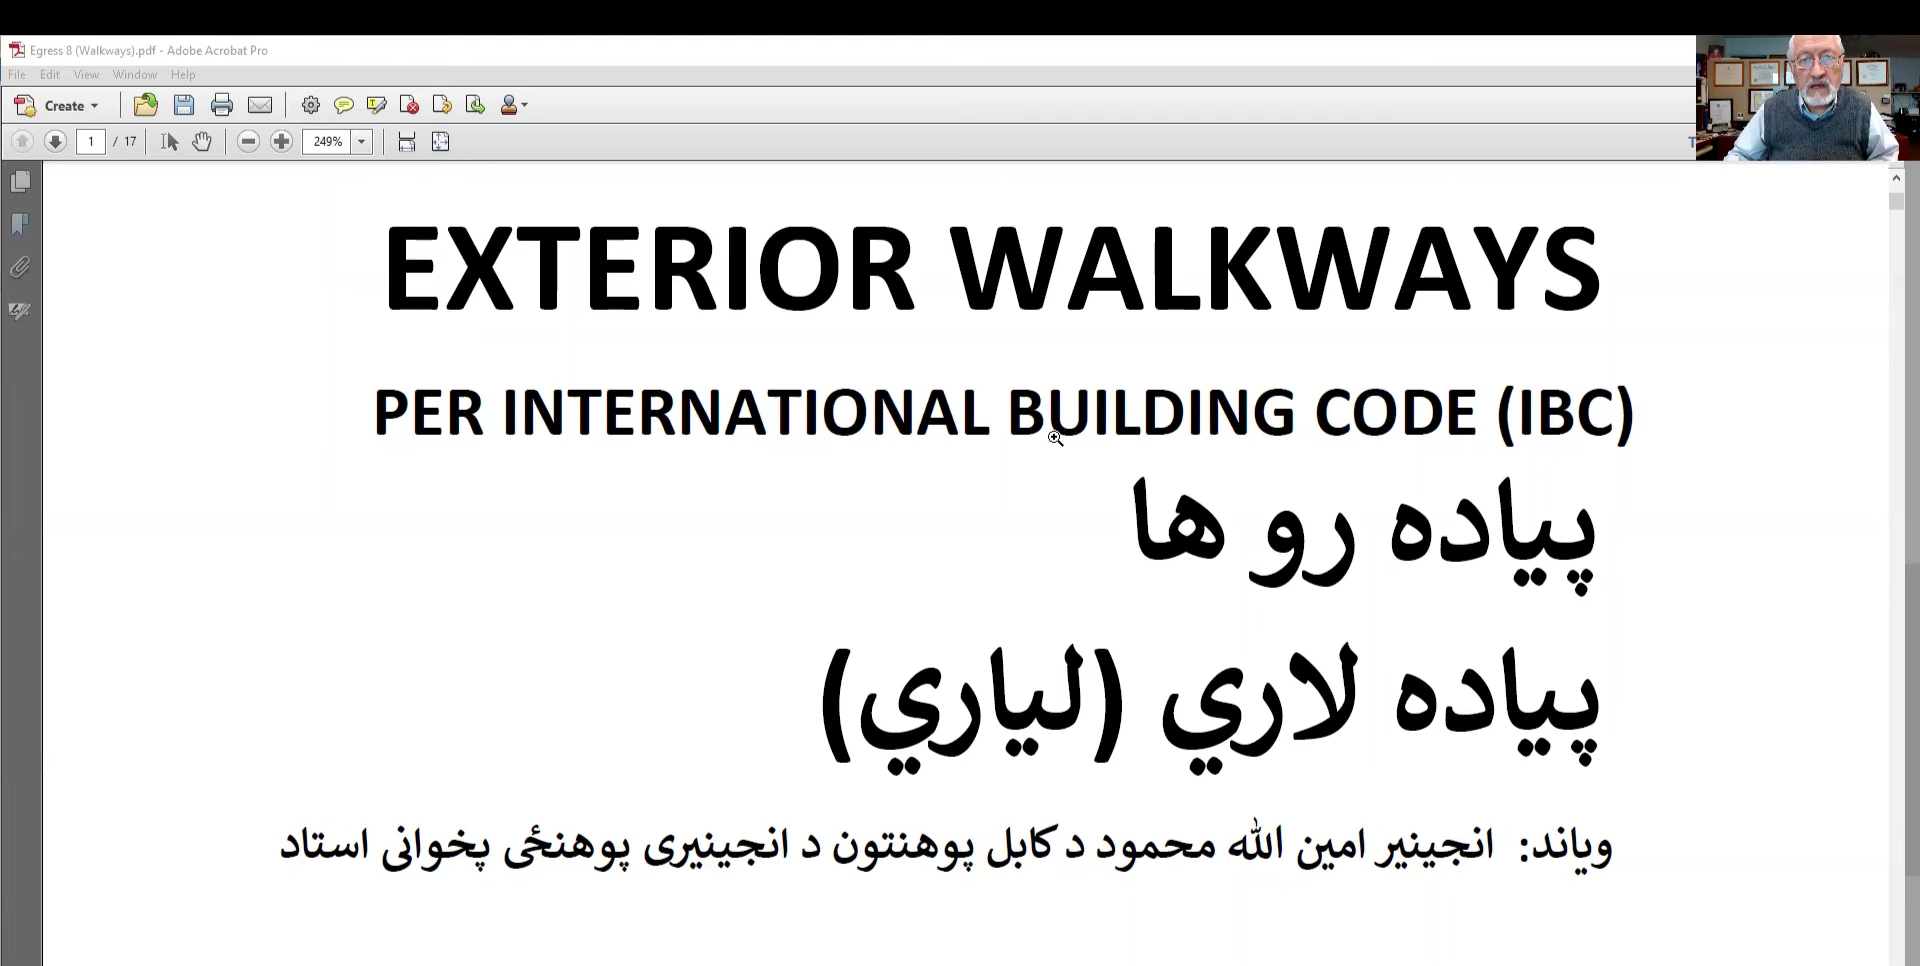 Egress 8 (Walkways).pdf - Adobe Acrobat Pro
File Edit View Window Help
Create
1 / 17 249%
EXTERIOR WALKWAYS
PER INTERNATIONAL BUILDING CODE (IBC)
پیاده رو ها
پیاده لاري (لیاري)
ویاند: انجینیر امین الله محمود د کابل پوهنتون د انجینیری پوهنځی پخوانی استاد